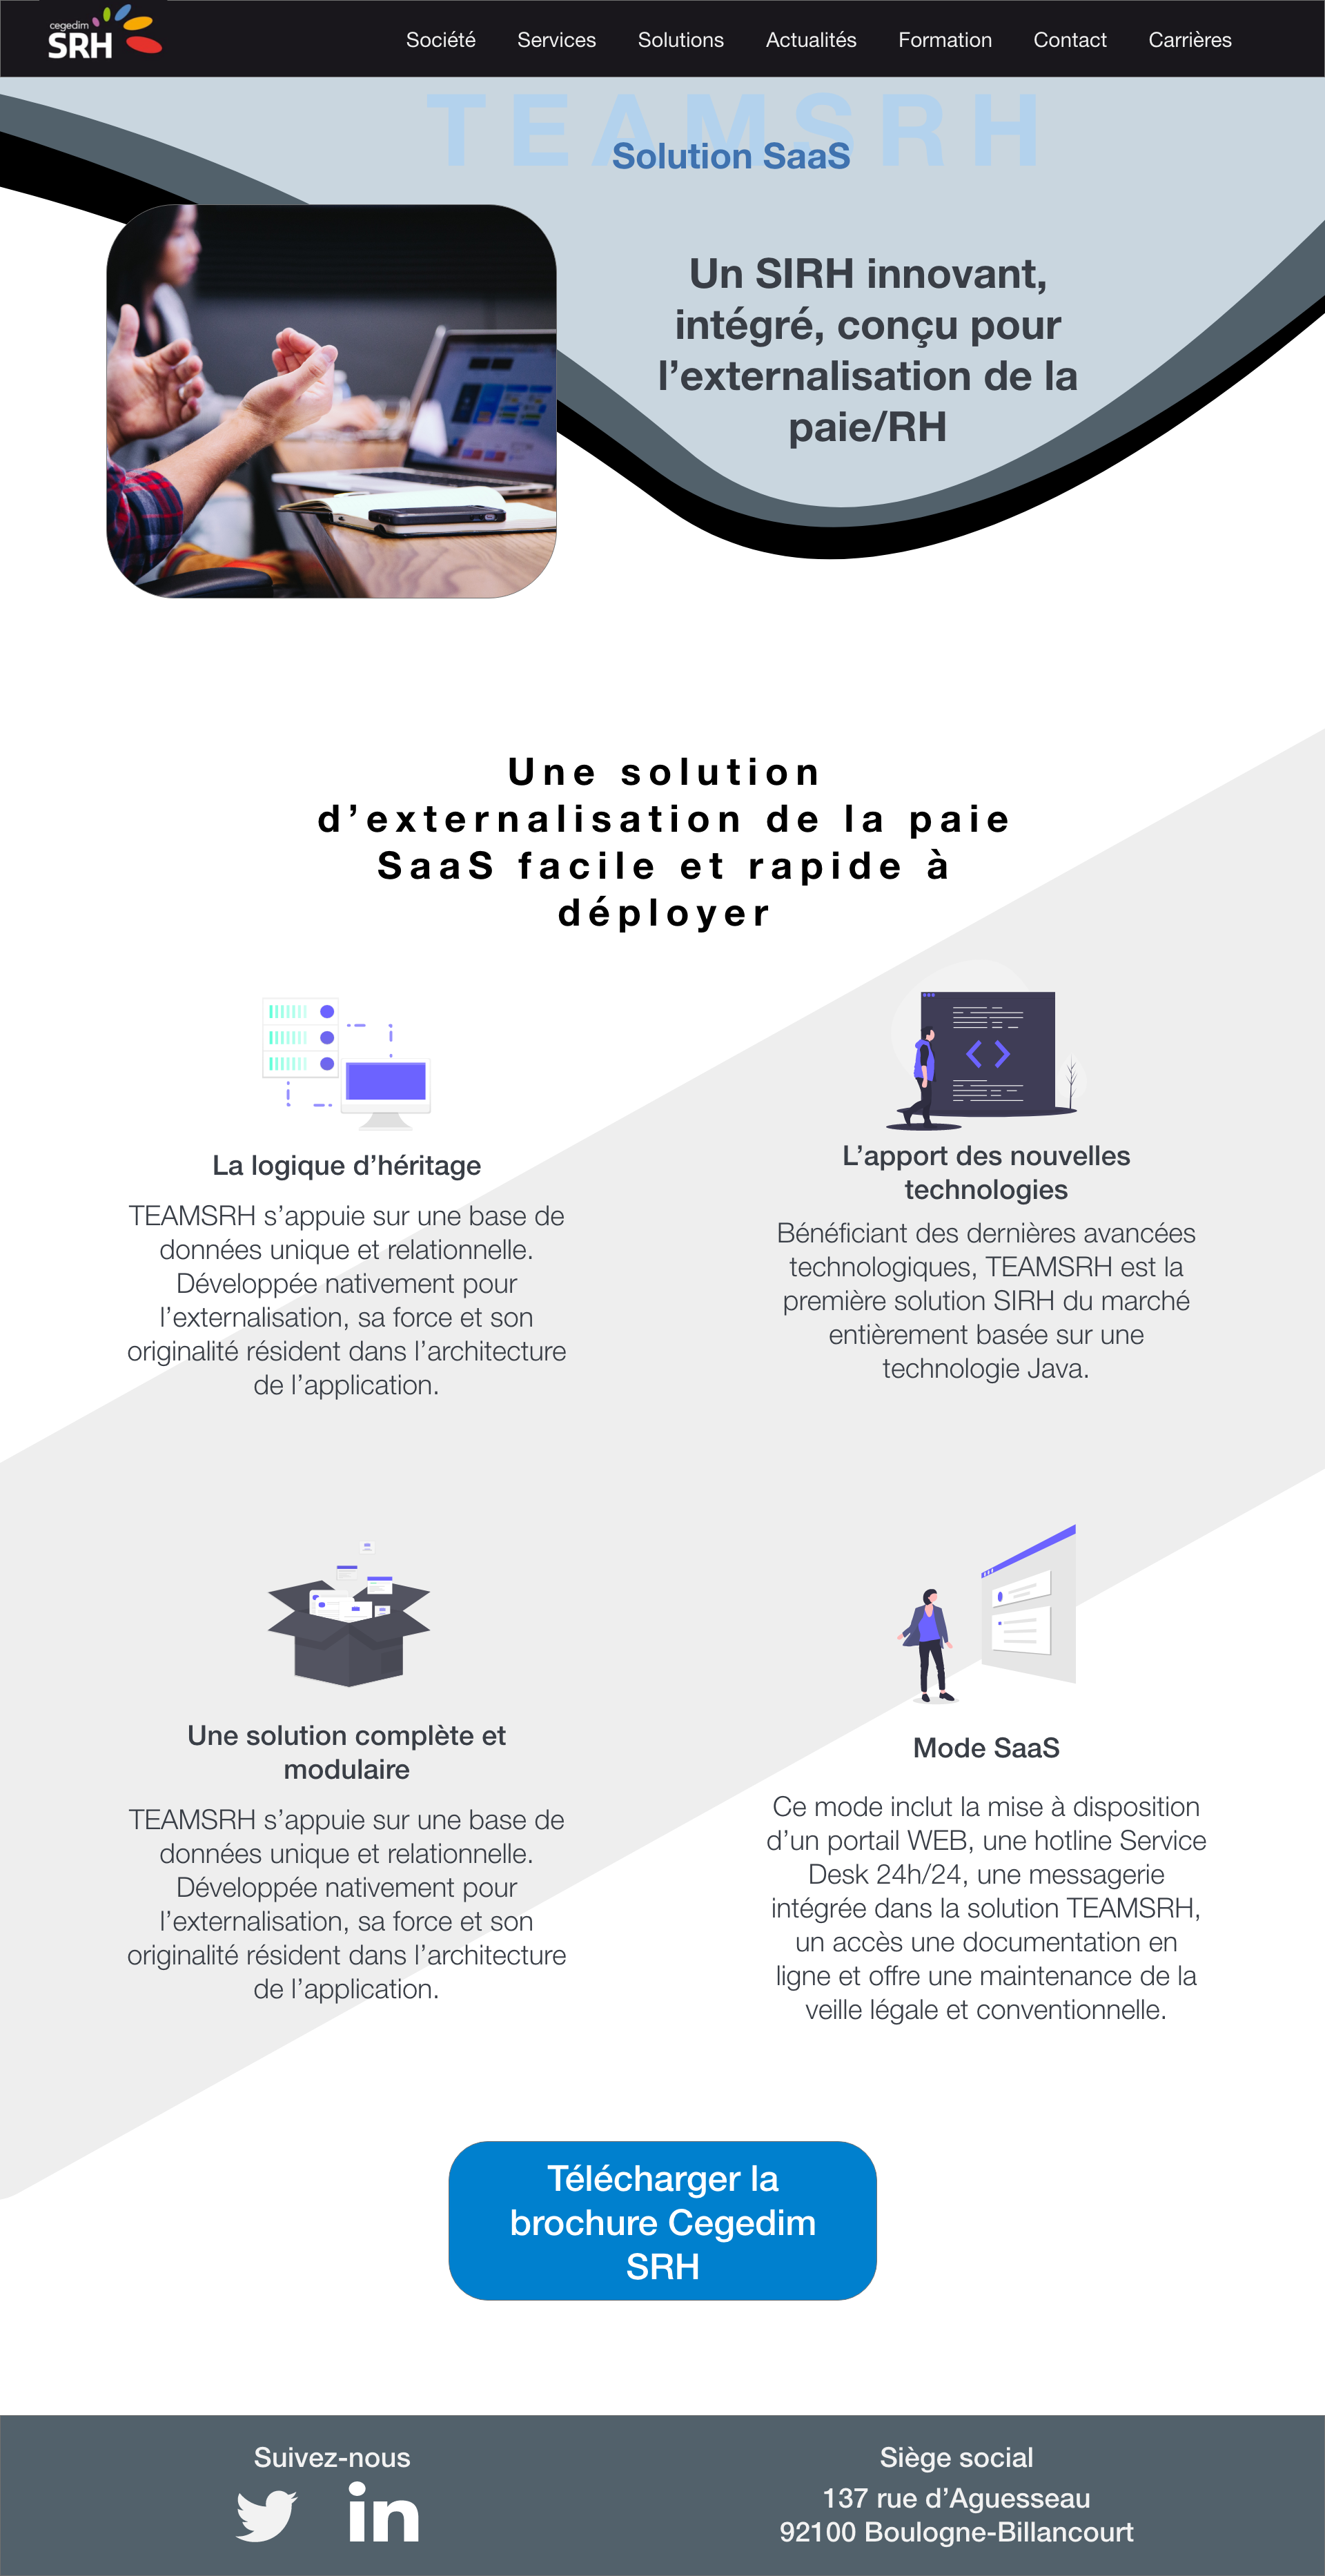 cegedim
SRH
Société Services Solutions Actualités Formation Contact Carrières
TEAMSRH
Solution SaaS
Un SIRH innovant,
intégré, conçu pour
l’externalisation de la
paie/RH
Une solution
d’externalisation de la paie
SaaS facile et rapide à
déployer
La logique d’héritage
TEAMSRH s’appuie sur une base de
données unique et relationnelle.
Développée nativement pour
l’externalisation, sa force et son
originalité résident dans l’architecture
de l’application.
L’apport des nouvelles
technologies
Bénéficiant des dernières avancées
technologiques, TEAMSRH est la
première solution SIRH du marché
entièrement basée sur une
technologie Java.
Une solution complète et
modulaire
TEAMSRH s’appuie sur une base de
données unique et relationnelle.
Développée nativement pour
l’externalisation, sa force et son
originalité résident dans l’architecture
de l’application.
Mode SaaS
Ce mode inclut la mise à disposition
d’un portail WEB, une hotline Service
Desk 24h/24, une messagerie
intégrée dans la solution TEAMSRH,
un accès une documentation en
ligne et offre une maintenance de la
veille légale et conventionnelle.
Télécharger la
brochure Cegedim
SRH
Suivez-nous
in
Siège social
137 rue d’Aguesseau
92100 Boulogne-Billancourt